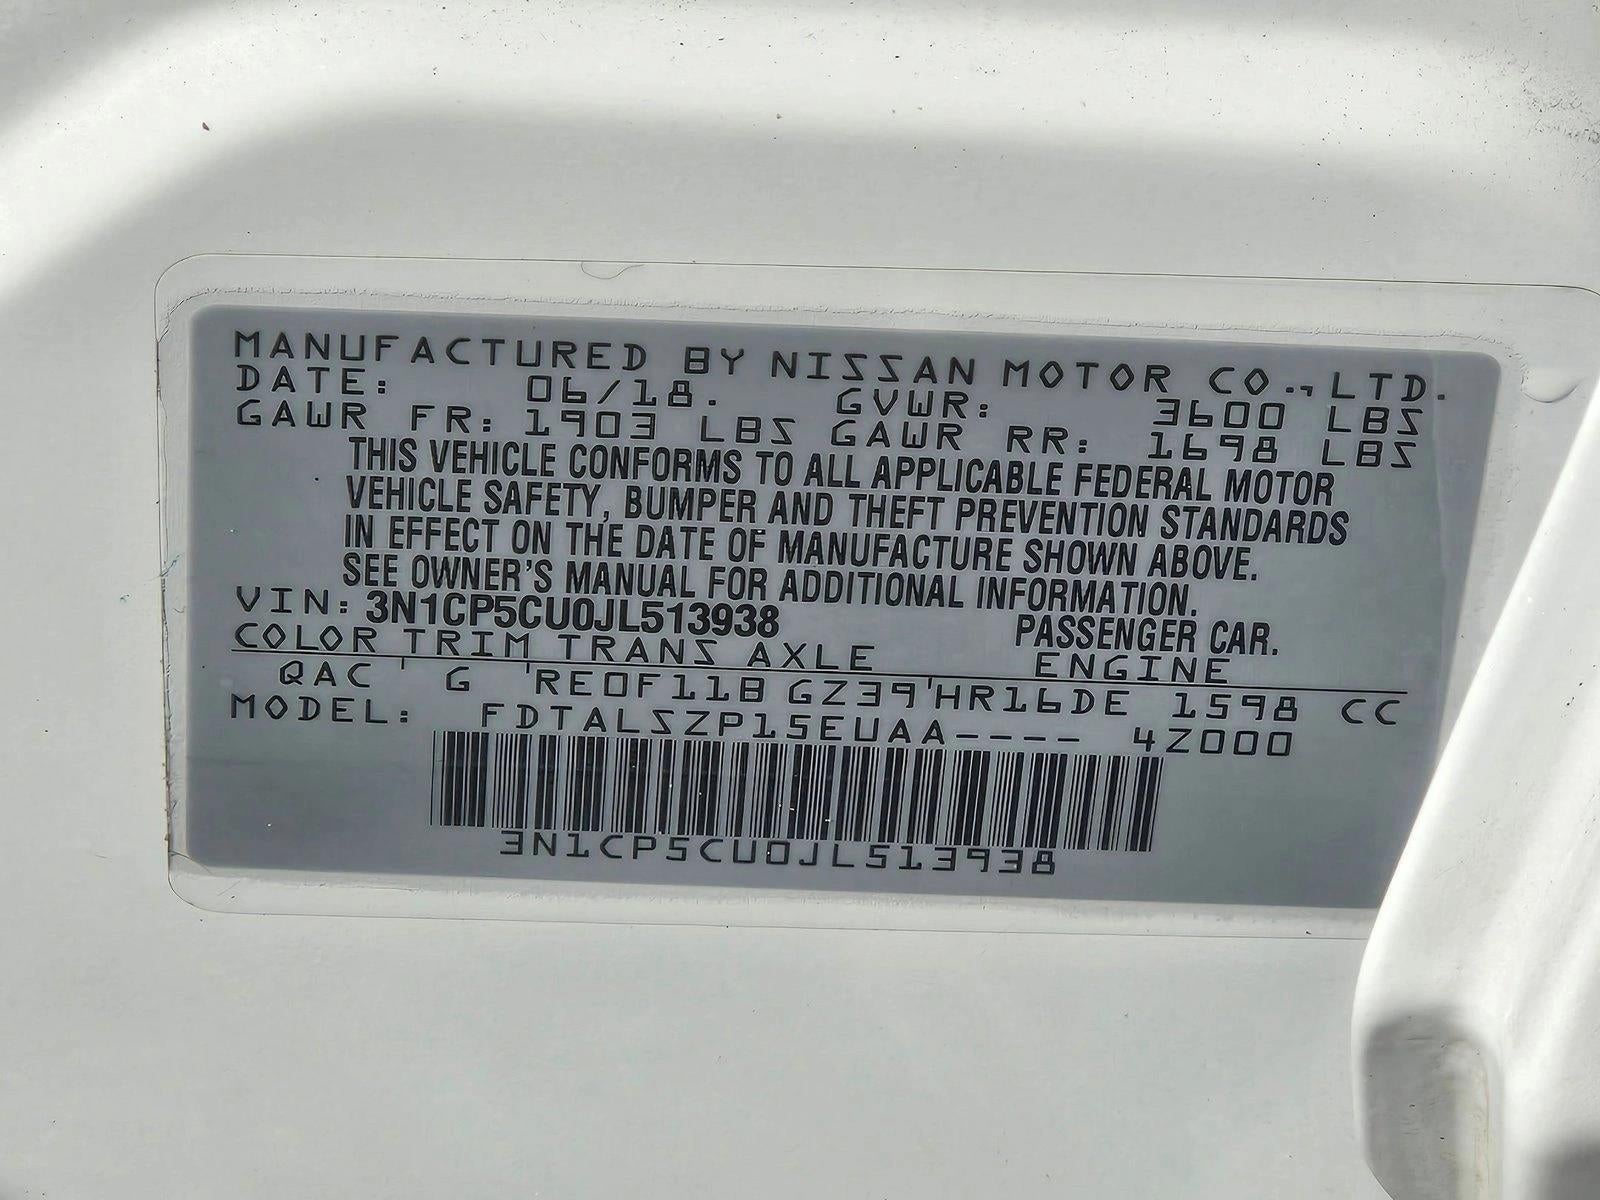 MANUFACTURED BY NISSAN MOTOR CO., LTD.
DATE: 06/18. GVWR: 3600 LBS
GAWR FR: 1903 LBS GAWR RR: 1698 LBS
THIS VEHICLE CONFORMS TO ALL APPLICABLE FEDERAL MOTOR
VEHICLE SAFETY, BUMPER AND THEFT PREVENTION STANDARDS
IN EFFECT ON THE DATE OF MANUFACTURE SHOWN ABOVE.
SEE OWNER'S MANUAL FOR ADDITIONAL INFORMATION.
VIN: 3N1CP5CU0JL513938 PASSENGER CAR.
COLOR TRIM TRANS AXLE ENGINE
QAC ' G 'RE0F11B GZ39'HR16DE 1598 CC
MODEL: FDTALSZP15EUAA---- 4Z000
3N1CP5CU0JL513938